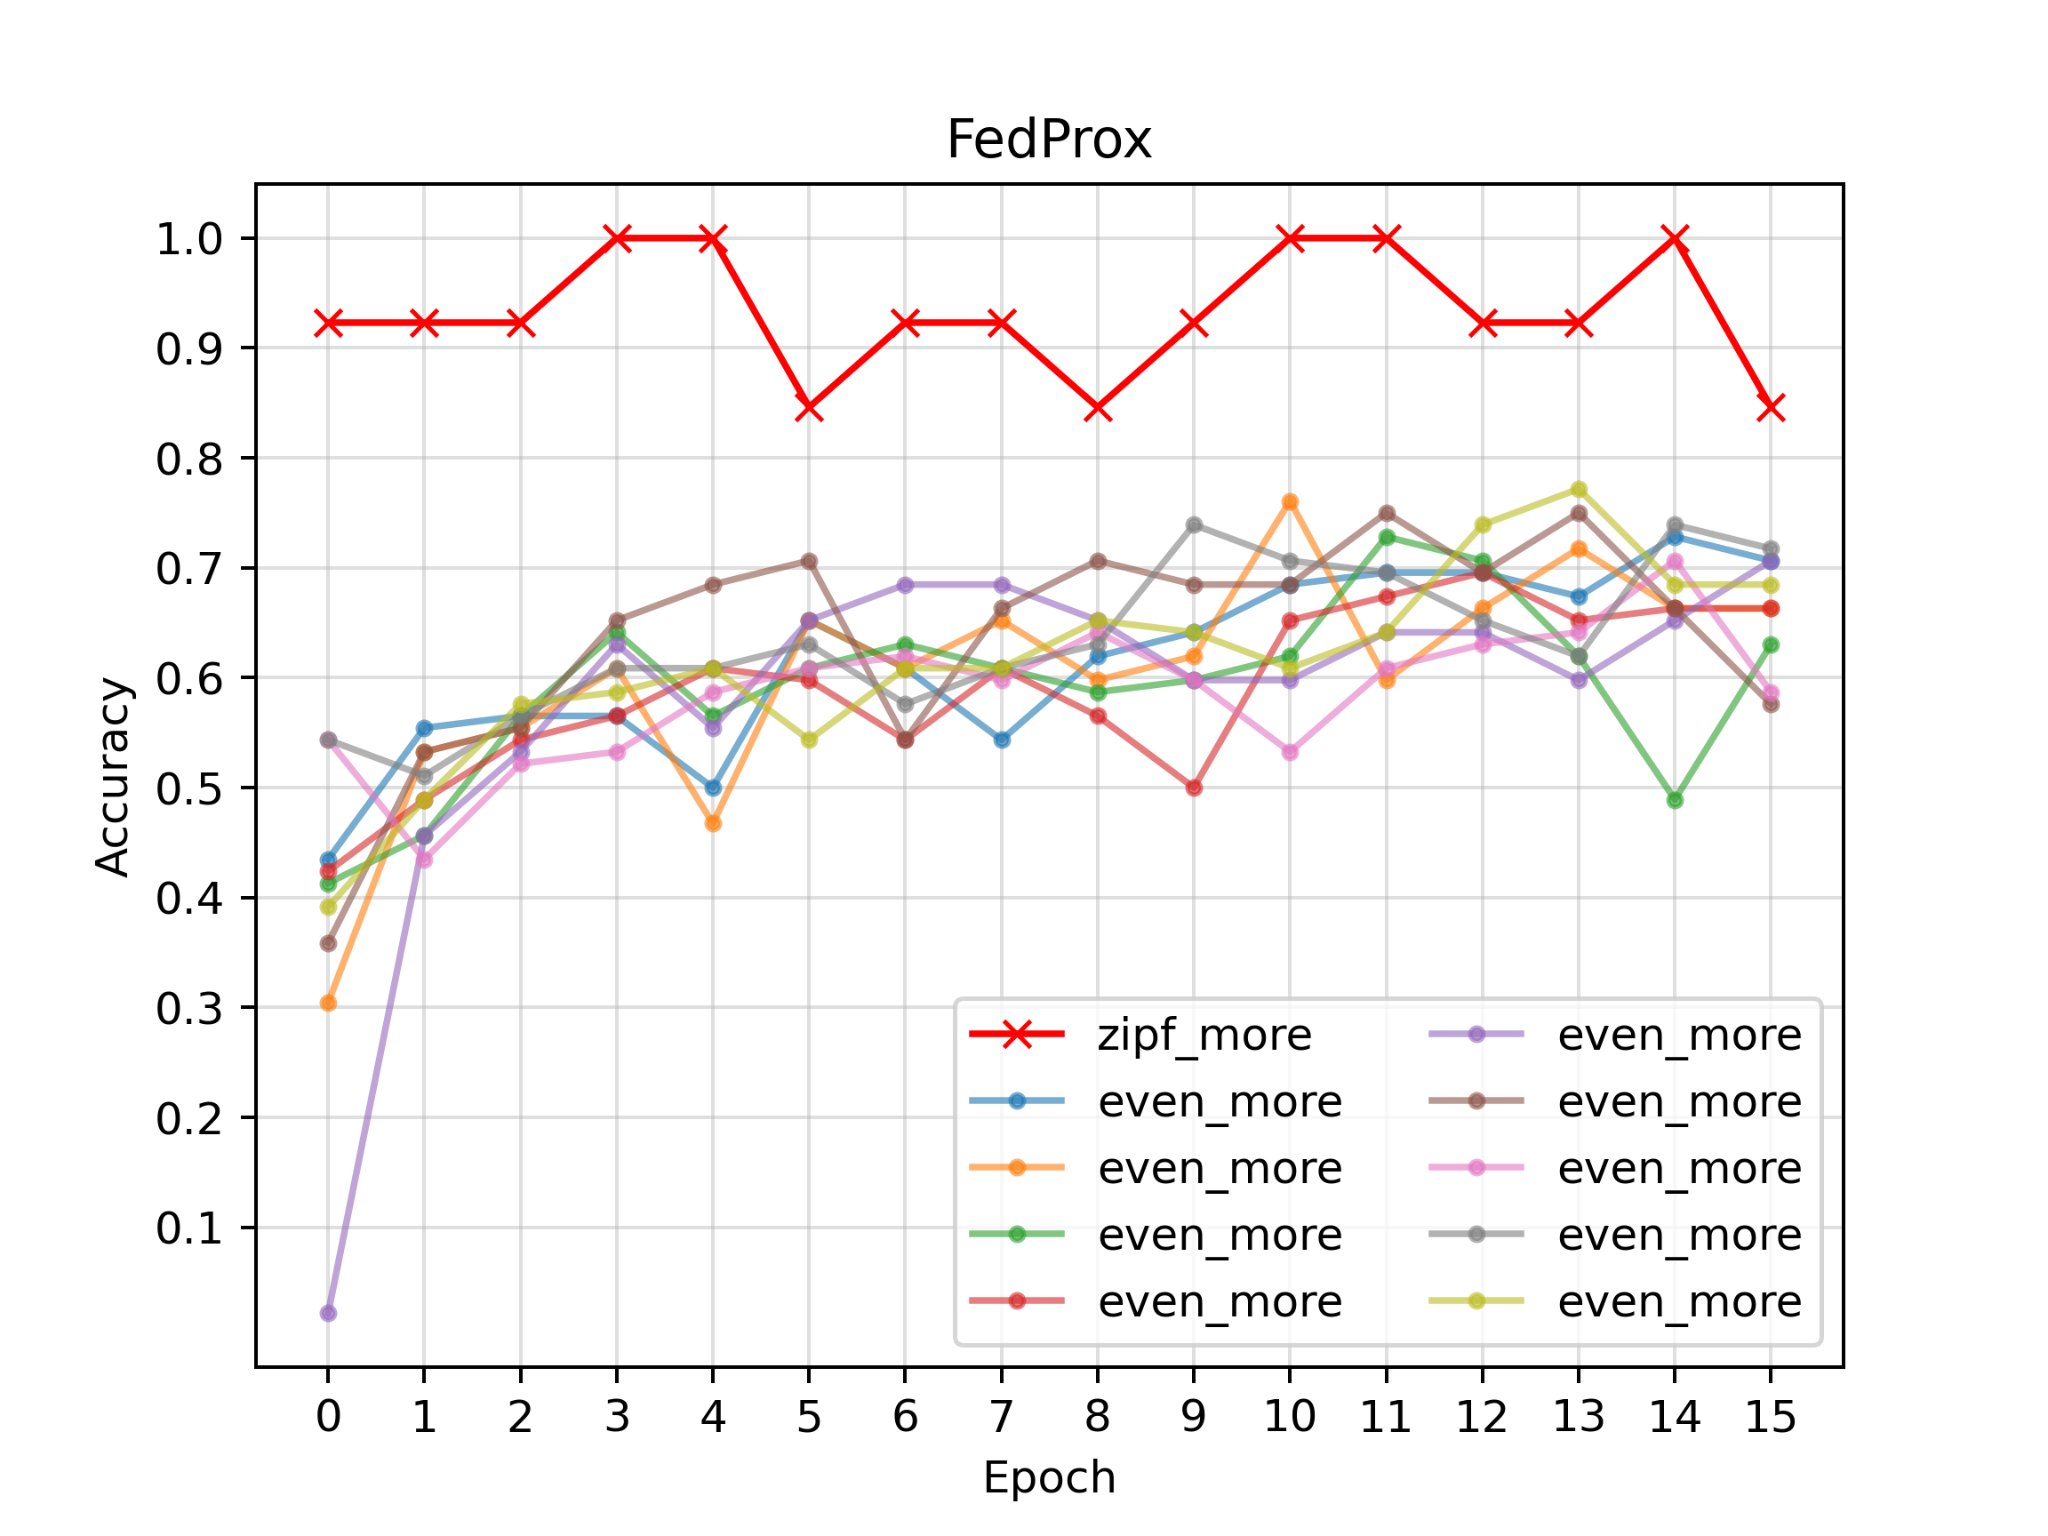 FedProx
1.0
0.9
0.8
0.7
0.6
0.5
0.4
0.3
0.2
0.1
Accuracy
zipf_more
even_more
even_more
even_more
even_more
even_more
even_more
even_more
even_more
even_more
0 1 2 3 4 5 6 7 8 9 10 11 12 13 14 15
Epoch